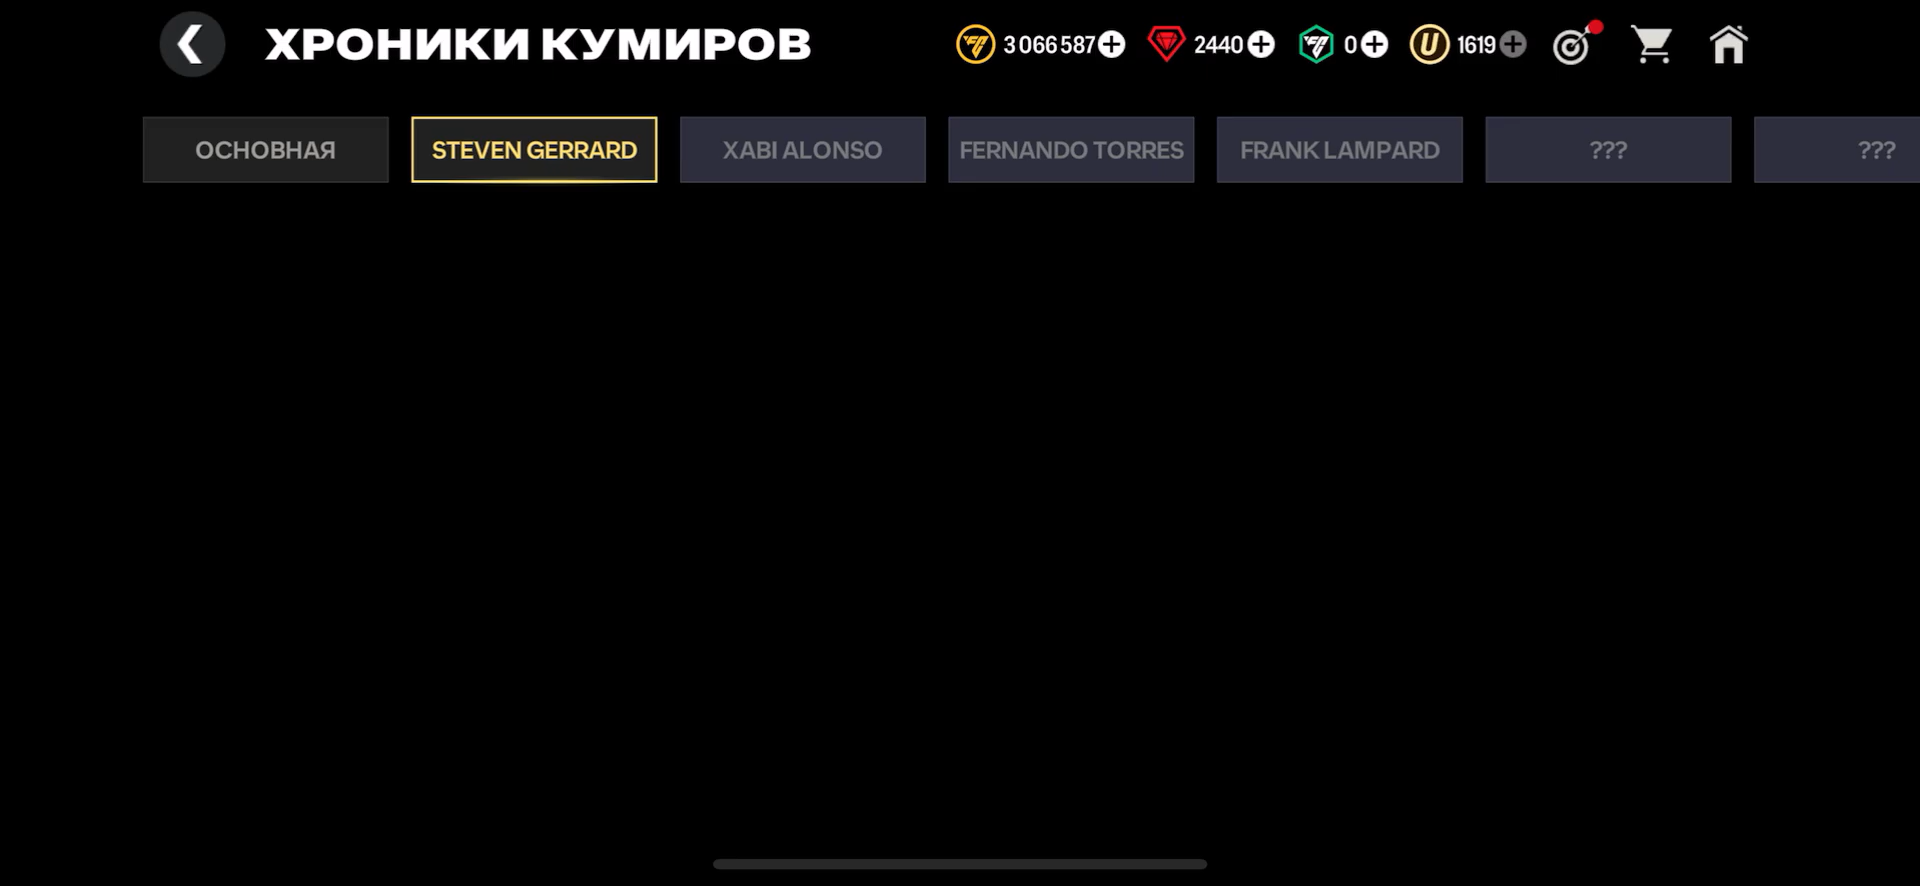 ХРОНИКИ КУМИРОВ
3 066 587 2440 0 1619
ОСНОВНАЯ STEVEN GERRARD XABI ALONSO FERNANDO TORRES FRANK LAMPARD ??? ???